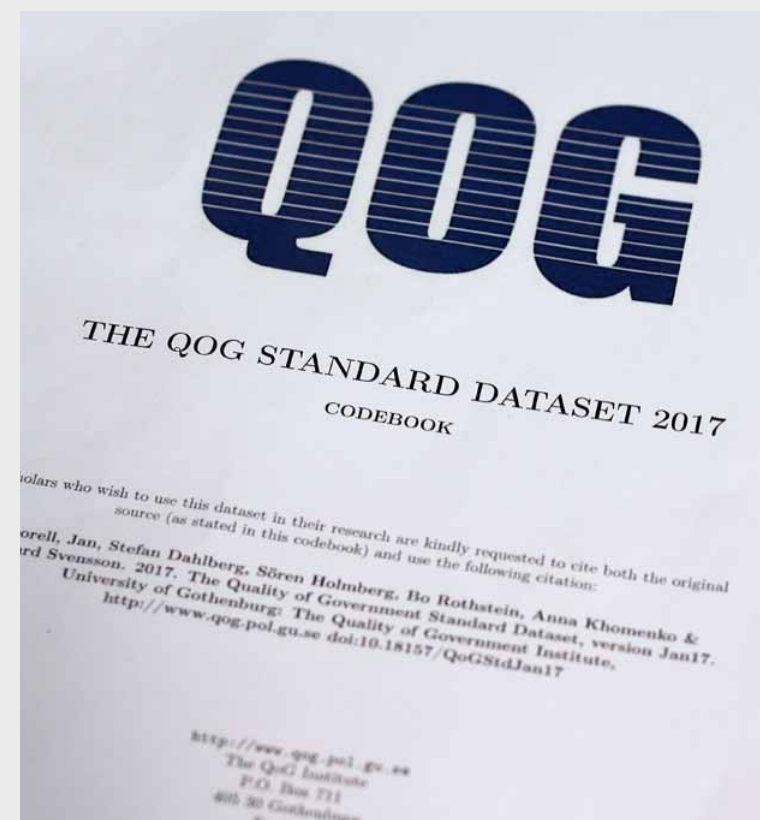 QOG
THE QOG STANDARD DATASET 2017
CODEBOOK
who wish to use this dataset in their research are kindly requested to cite both the original
source (as stated in this codebook) and use the following citation:
Jan, Stefan Dahlberg, Sören Holmberg, Bo Rothstein, Anna Khomenko &
Svensson. 2017. The Quality of Government Standard Dataset, version Jan17.
University of Gothenburg: The Quality of Government Institute,
http://www.qog.pol.gu.se doi:10.18157/QoGStdJan17
http://www.qog.pol.gu.se
The QoG Institute
P.O. Box 711
405 30